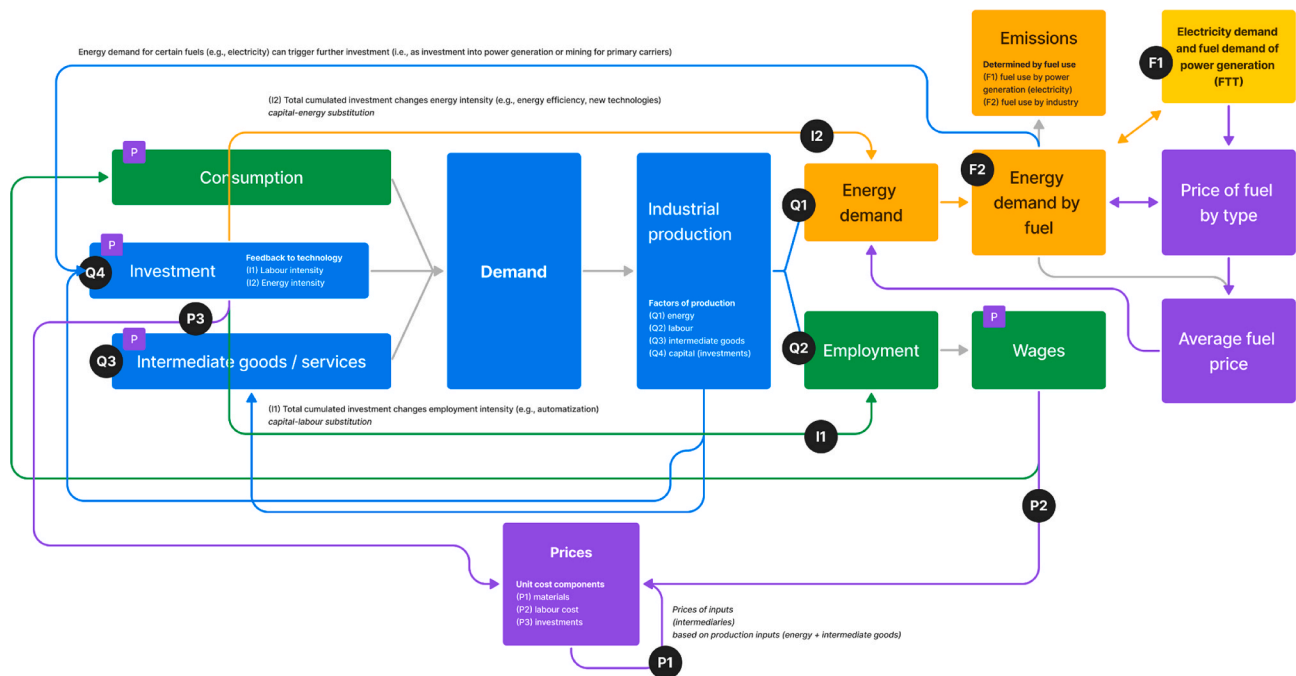 Energy demand for certain fuels (e.g., electricity) can trigger further investment (i.e., as investment into power generation or mining for primary carriers)
Emissions
Determined by fuel use
(F1) fuel use by power
generation (electricity)
(F2) fuel use by industry
F1
Electricity demand
and fuel demand of
power generation
(FTT)
(I2) Total cumulated investment changes energy intensity (e.g., energy efficiency, new technologies)
capital-energy substitution
I2
P
Consumption
P
Q4
Investment
Feedback to technology
(I1) Labour intensity
(I2) Energy intensity
P3
P
Q3
Intermediate goods / services
Demand
Industrial
production
Factors of production
(Q1) energy
(Q2) labour
(Q3) intermediate goods
(Q4) capital (investments)
Q1
Energy
demand
F2
Energy
demand by
fuel
Price of fuel
by type
Q2
Employment
P
Wages
Average fuel
price
(I1) Total cumulated investment changes employment intensity (e.g., automatization)
capital-labour substitution
I1
P2
Prices
Unit cost components
(P1) materials
(P2) labour cost
(P3) investments
Prices of inputs
(intermediaries)
based on production inputs (energy + intermediate goods)
P1